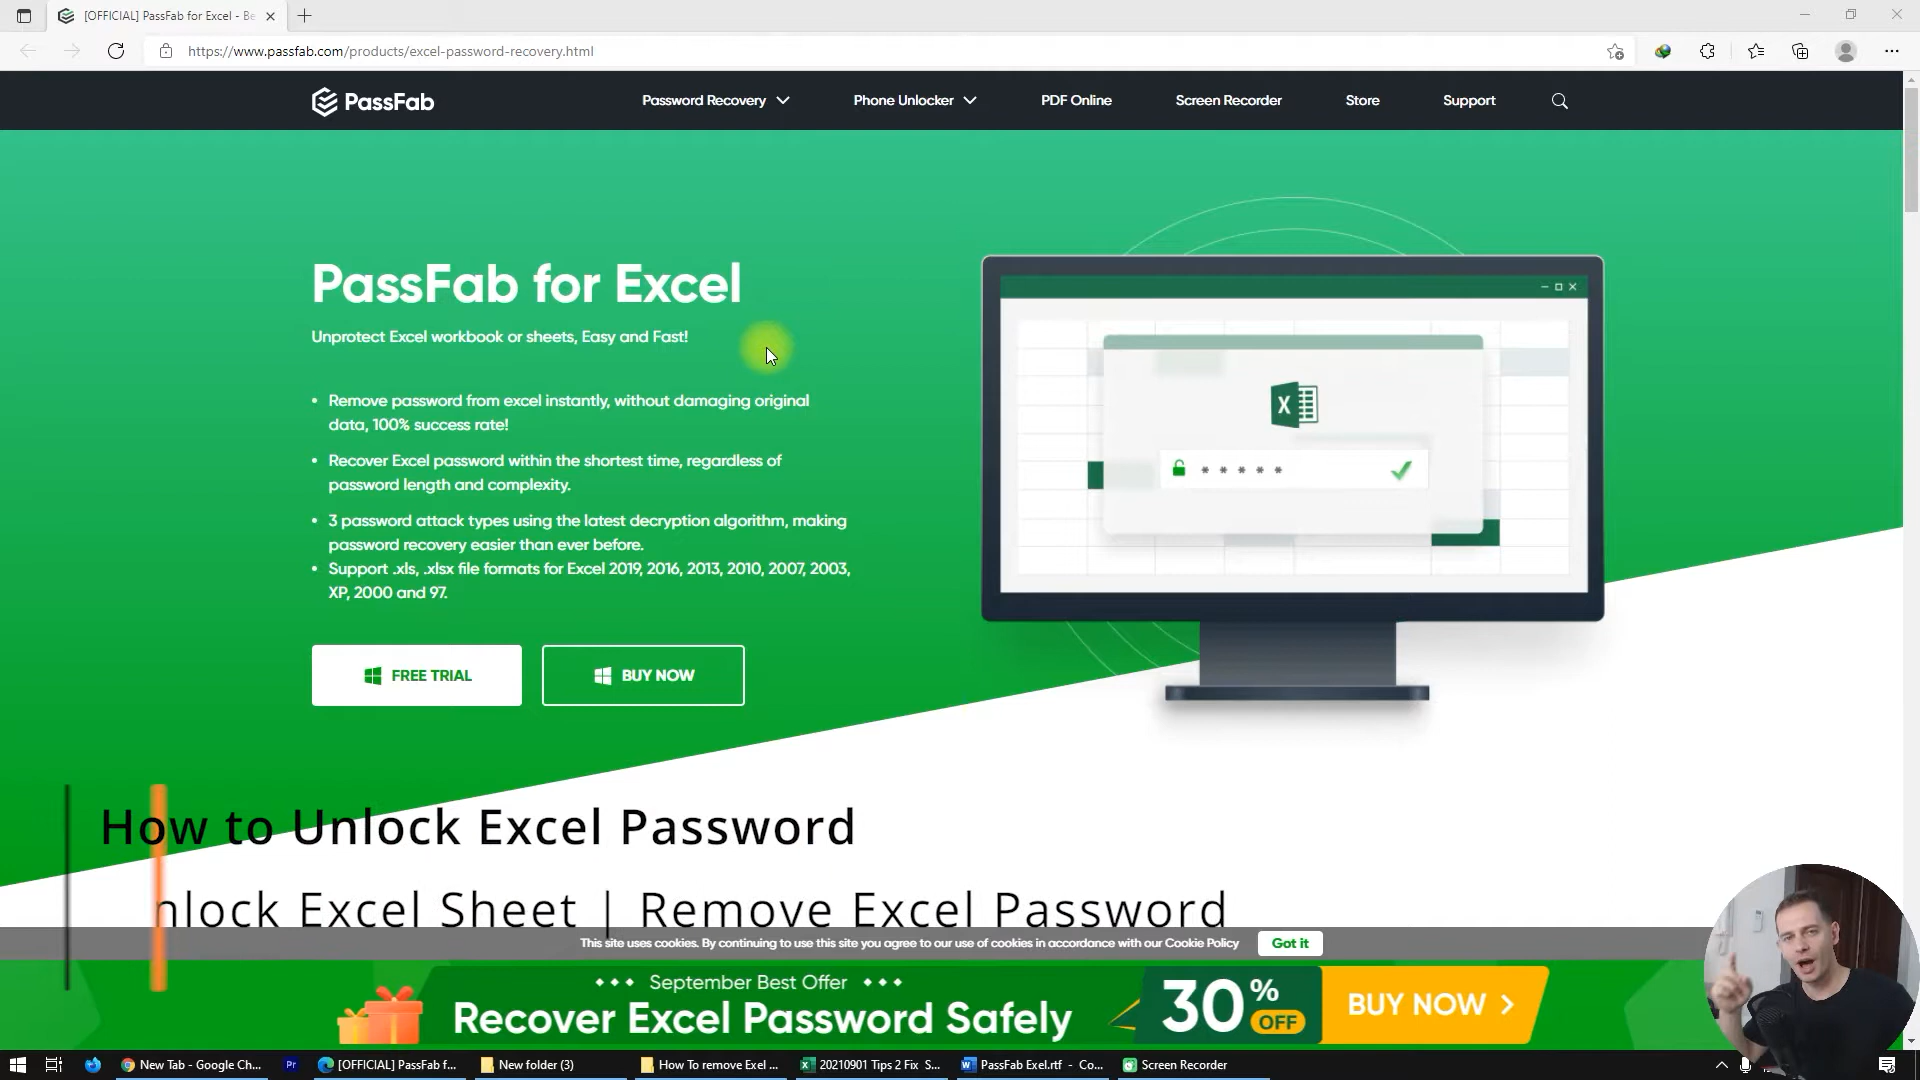 [OFFICIAL] PassFab for Excel - Be
https://www.passfab.com/products/excel-password-recovery.html
PassFab
Password Recovery
Phone Unlocker
PDF Online
Screen Recorder
Store
Support
PassFab for Excel
Unprotect Excel workbook or sheets, Easy and Fast!
• Remove password from excel instantly, without damaging original
data, 100% success rate!
• Recover Excel password within the shortest time, regardless of
password length and complexity.
• 3 password attack types using the latest decryption algorithm, making
password recovery easier than ever before.
• Support .xls, .xlsx file formats for Excel 2019, 2016, 2013, 2010, 2007, 2003,
XP, 2000 and 97.
FREE TRIAL
BUY NOW
X
* * * * *
How to Unlock Excel Password
nlock Excel Sheet | Remove Excel Password
This site uses cookies. By continuing to use this site you agree to our use of cookies in accordance with our Cookie Policy
Got it
September Best Offer
Recover Excel Password Safely
30% OFF
BUY NOW >
New Tab - Google Ch...
Pr
[OFFICIAL] PassFab f...
New folder (3)
How To remove Exel ...
20210901 Tips 2 Fix S...
PassFab Exel.rtf - Co...
Screen Recorder